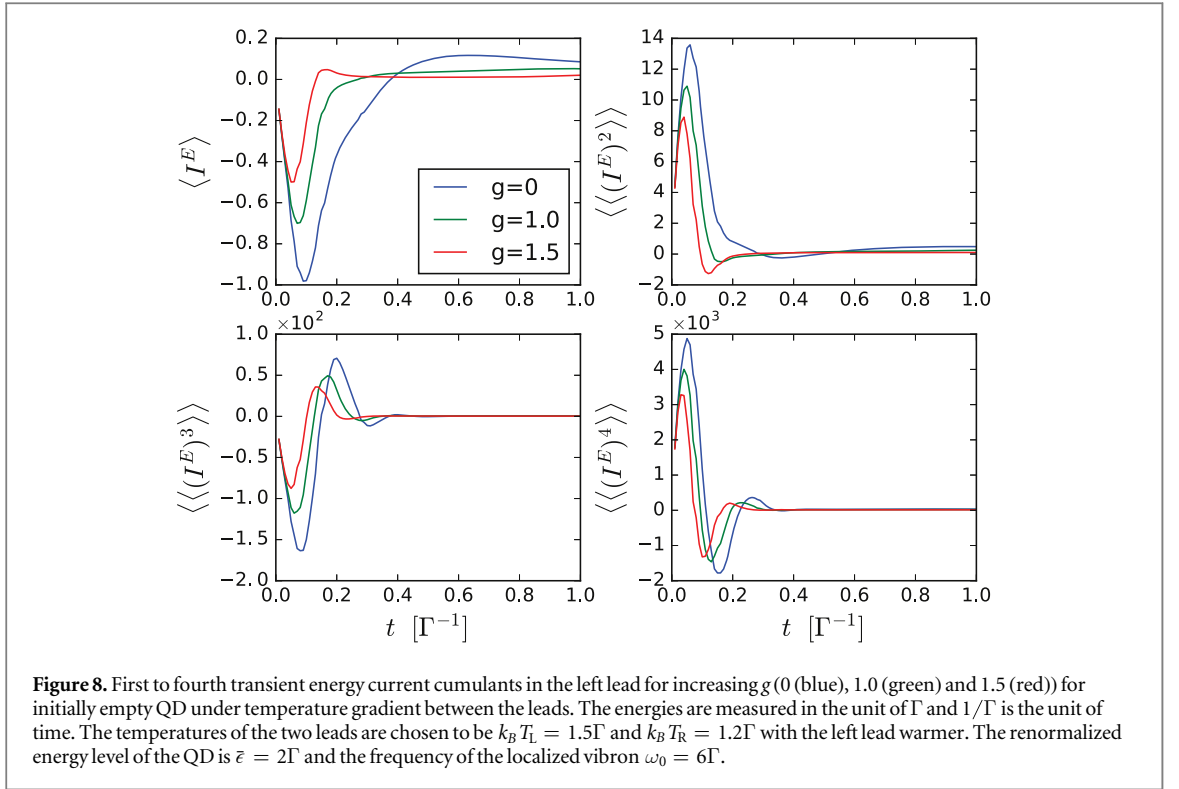 0.2
0.0
−0.2
−0.4
−0.6
−0.8
−1.0
0.0 0.2 0.4 0.6 0.8 1.0
⟨I^E⟩
g=0
g=1.0
g=1.5
14
12
10
8
6
4
2
0
−2
0.0 0.2 0.4 0.6 0.8 1.0
⟨⟨(I^E)^2⟩⟩
×10^2
1.0
0.5
0.0
−0.5
−1.0
−1.5
−2.0
0.0 0.2 0.4 0.6 0.8 1.0
⟨⟨(I^E)^3⟩⟩
t [Γ^−1]
×10^3
5
4
3
2
1
0
−1
−2
0.0 0.2 0.4 0.6 0.8 1.0
⟨⟨(I^E)^4⟩⟩
t [Γ^−1]
Figure 8. First to fourth transient energy current cumulants in the left lead for increasing g (0 (blue), 1.0 (green) and 1.5 (red)) for
initially empty QD under temperature gradient between the leads. The energies are measured in the unit of Γ and 1/Γ is the unit of
time. The temperatures of the two leads are chosen to be k_B T_L = 1.5Γ and k_B T_R = 1.2Γ with the left lead warmer. The renormalized
energy level of the QD is ε̄ = 2Γ and the frequency of the localized vibron ω_0 = 6Γ.